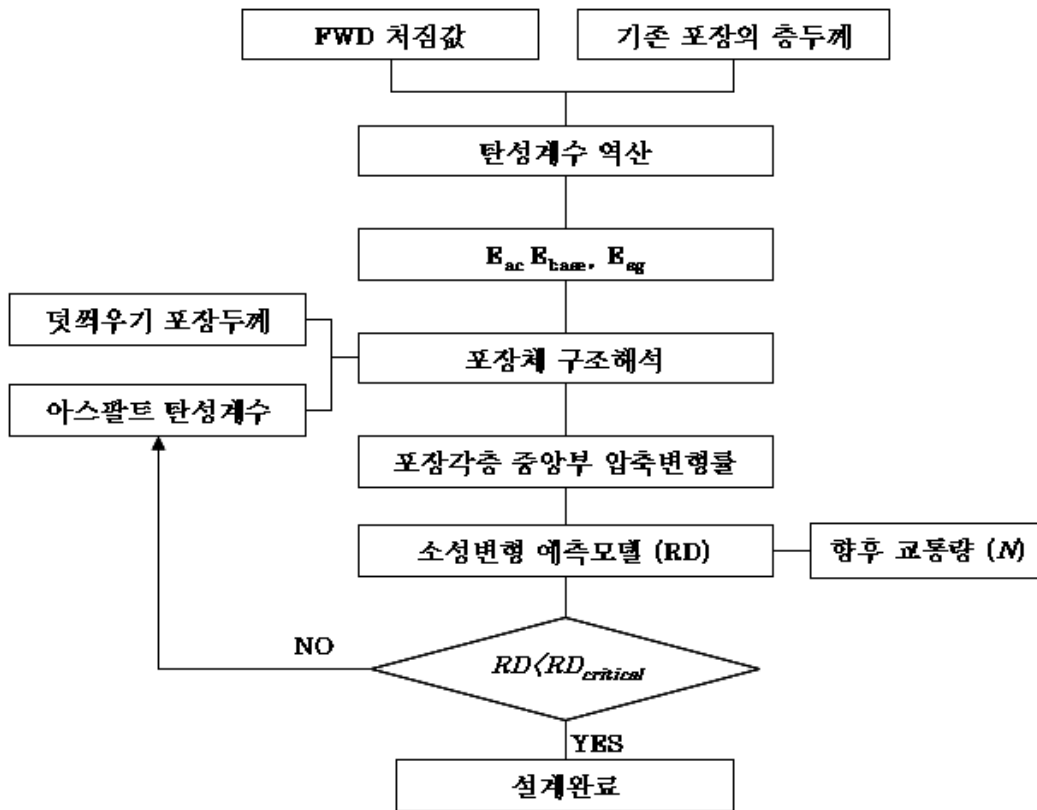 FWD 처짐값
기존 포장의 층두께
탄성계수 역산
E_ac E_base, E_sg
덧씌우기 포장두께
포장체 구조해석
아스팔트 탄성계수
포장각층 중앙부 압축변형률
소성변형 예측모델 (RD)
향후 교통량 (N)
NO
RD<RD_critical
YES
설계완료